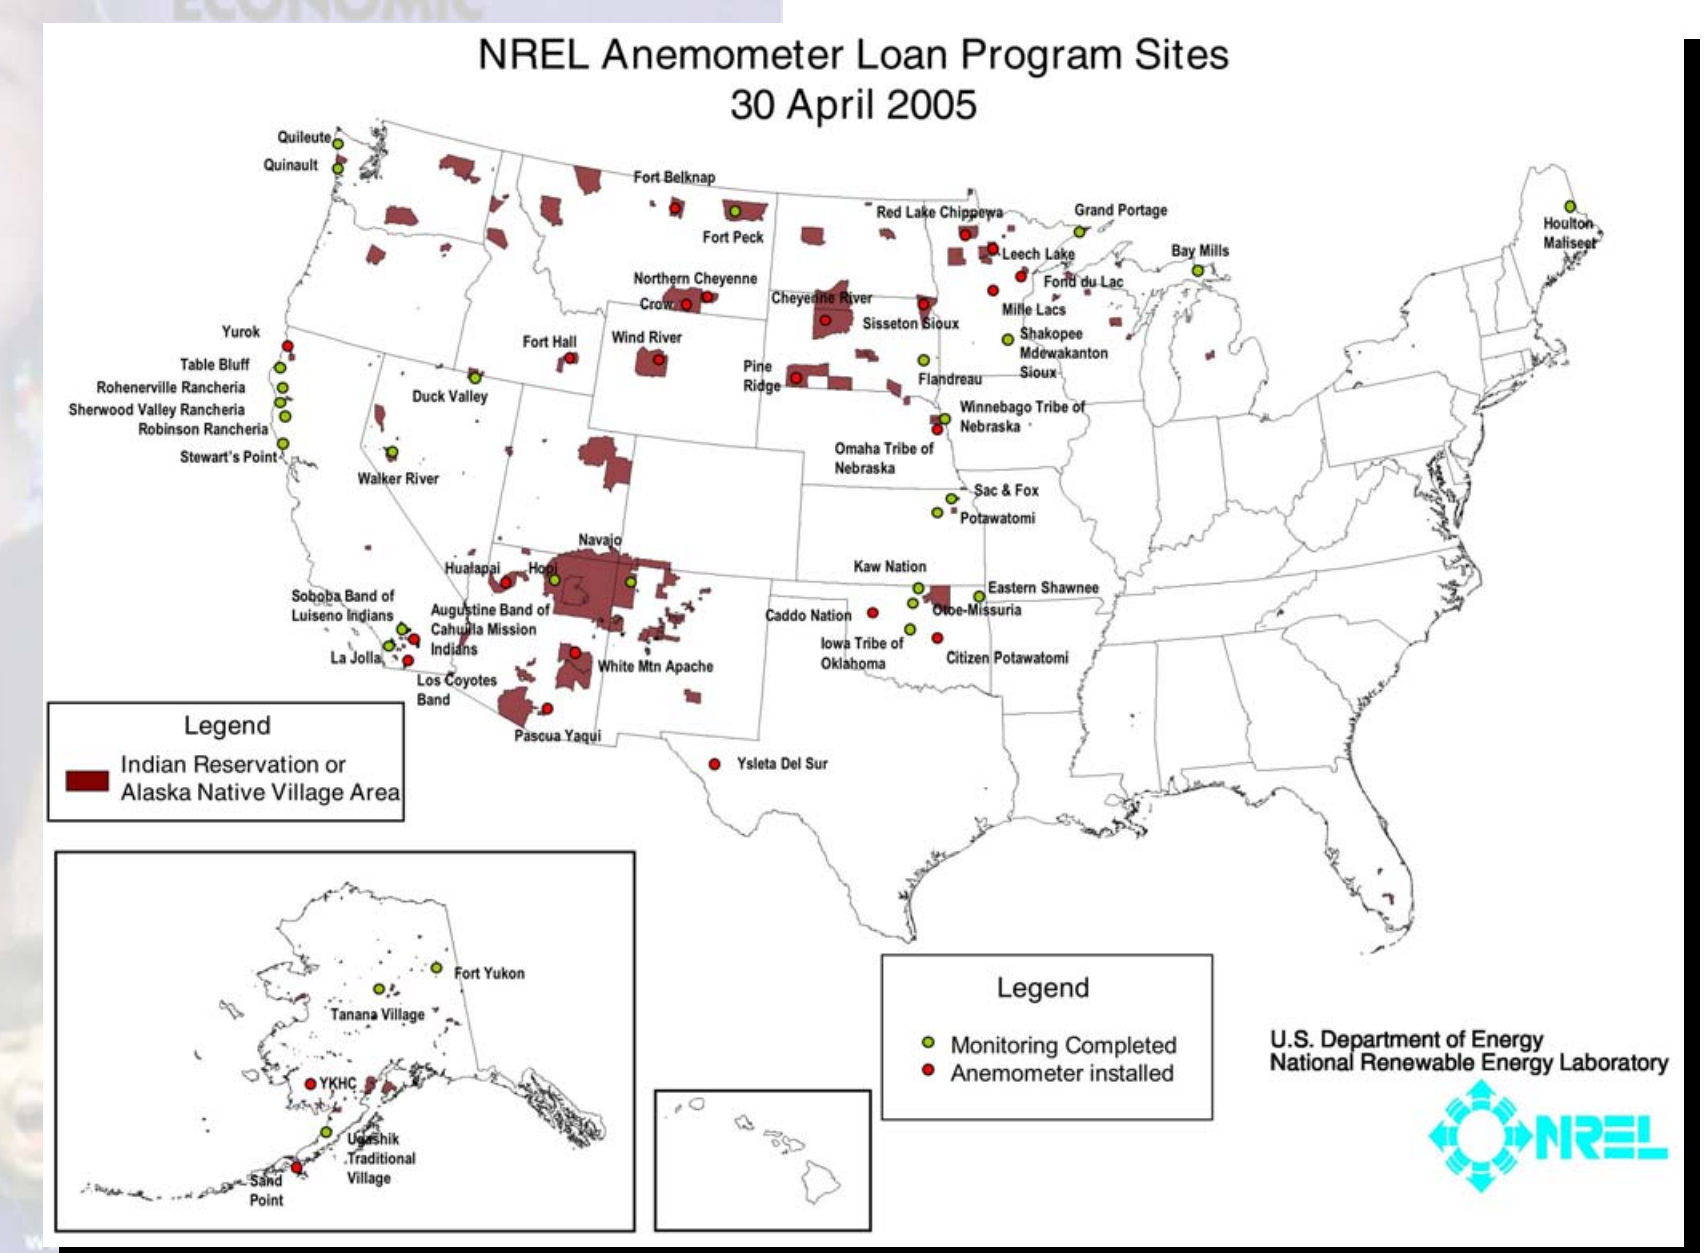 ECONOMIC
NREL Anemometer Loan Program Sites
30 April 2005
Quileute
Quinault
Fort Belknap
Fort Peck
Red Lake Chippewa
Grand Portage
Houlton
Maliseet
Leech Lake
Bay Mills
Northern Cheyenne
Crow
Cheyenne River
Fond du Lac
Mille Lacs
Sisseton Sioux
Yurok
Fort Hall
Wind River
Shakopee
Mdewakanton
Sioux
Table Bluff
Pine
Ridge
Flandreau
Rohenerville Rancheria
Duck Valley
Sherwood Valley Rancheria
Robinson Rancheria
Winnebago Tribe of
Nebraska
Stewart's Point
Omaha Tribe of
Nebraska
Walker River
Sac & Fox
Potawatomi
Navajo
Hualapai
Hopi
Kaw Nation
Eastern Shawnee
Soboba Band of
Luiseno Indians
Augustine Band of
Cahuilla Mission
Indians
Otoe-Missuria
Caddo Nation
Iowa Tribe of
Oklahoma
Citizen Potawatomi
La Jolla
White Mtn Apache
Los Coyotes
Band
Pascua Yaqui
Ysleta Del Sur
Legend
Indian Reservation or
Alaska Native Village Area
Fort Yukon
Tanana Village
YKHC
Ugashik
Traditional
Village
Sand
Point
Legend
Monitoring Completed
Anemometer installed
U.S. Department of Energy
National Renewable Energy Laboratory
NREL